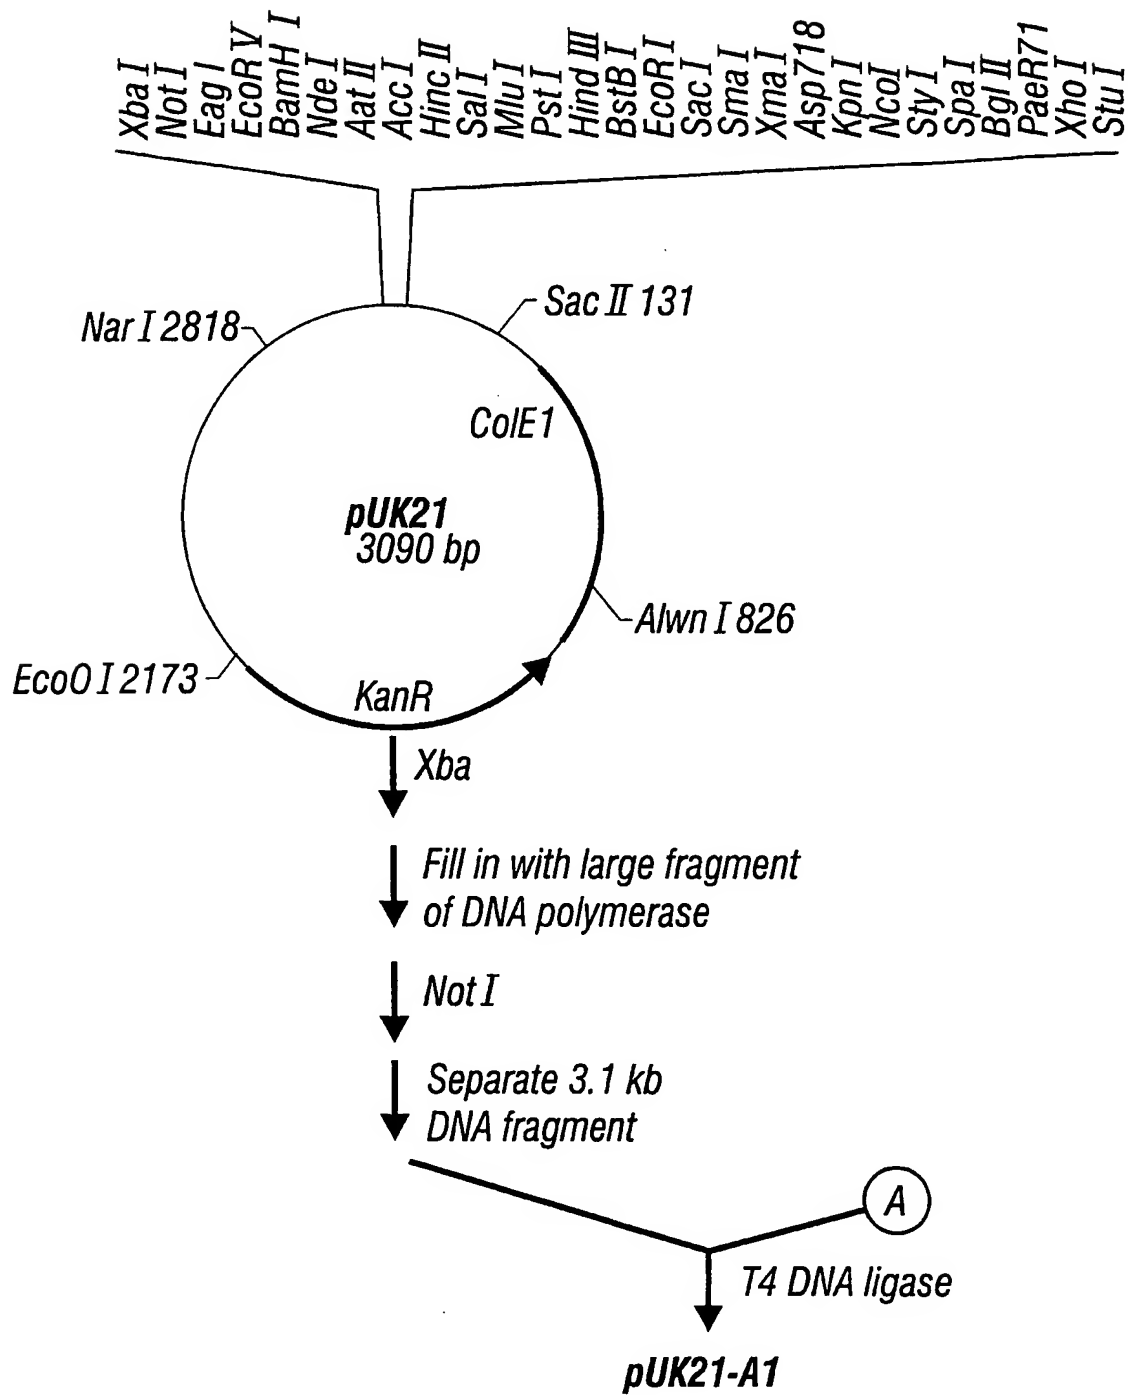 Xba I
Not I
Eag I
EcoR V
BamH I
Nde I
Aat II
Acc I
Hinc II
Sal I
Mlu I
Pst I
Hind III
BstB I
EcoR I
Sac I
Sma I
Xma I
Asp718
Kpn I
NcoI
Sty I
Spa I
Bgl II
PaeR71
Xho I
Stu I
Sac II 131
Nar I 2818
ColE1
pUK21
3090 bp
Alwn I 826
EcoO I 2173
KanR
Xba
Fill in with large fragment
of DNA polymerase
Not I
Separate 3.1 kb
DNA fragment
A
T4 DNA ligase
pUK21-A1